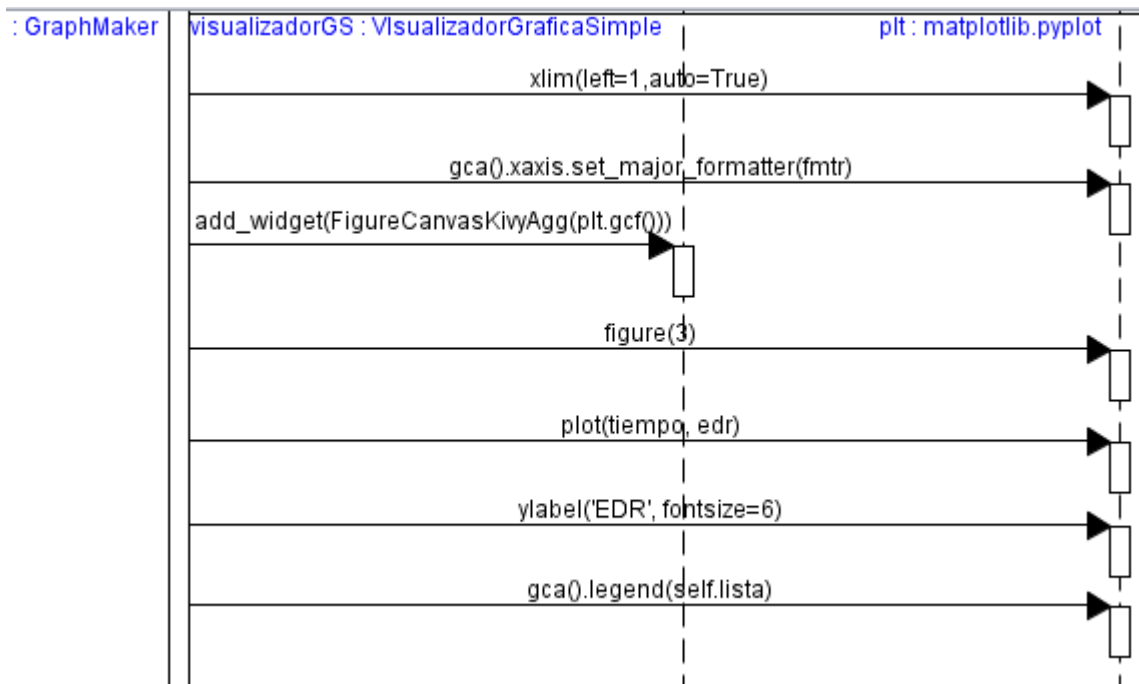 : GraphMaker
visualizadorGS : VIsualizadorGraficaSimple
plt : matplotlib.pyplot
xlim(left=1,auto=True)
gca().xaxis.set_major_formatter(fmtr)
add_widget(FigureCanvasKivyAgg(plt.gcf()))
figure(3)
plot(tiempo, edr)
ylabel('EDR', fontsize=6)
gca().legend(self.lista)